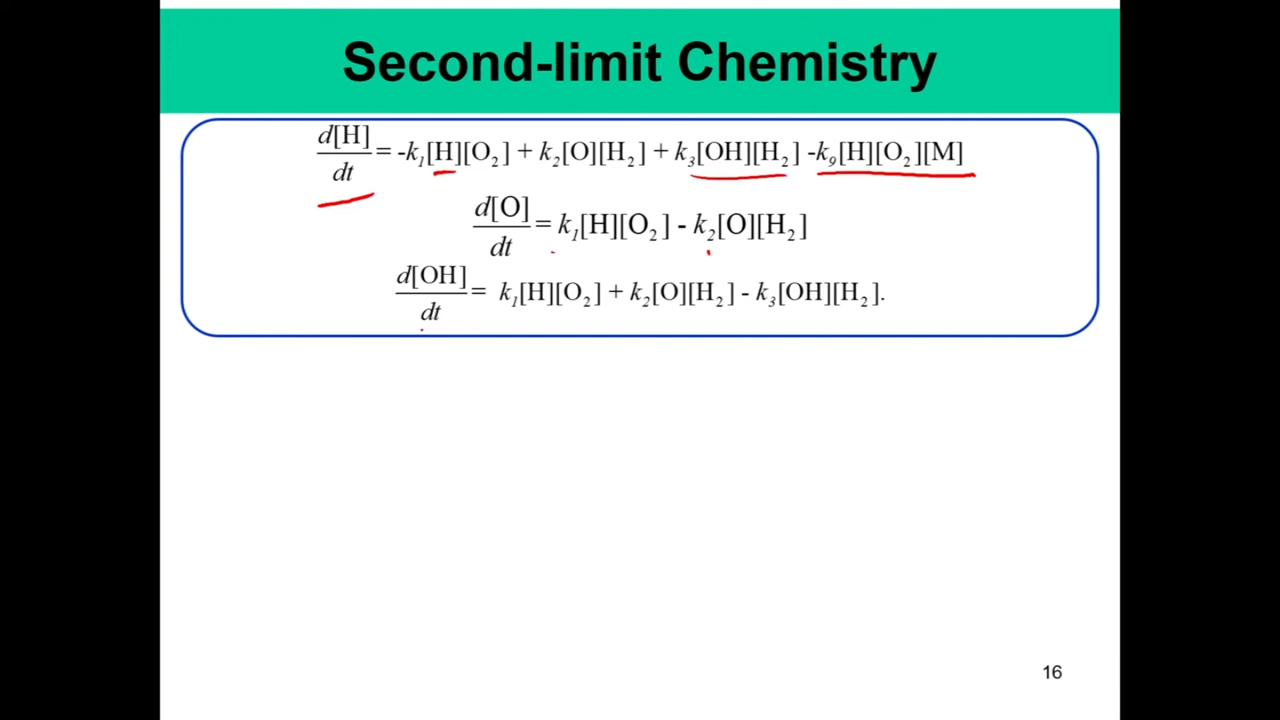 Second-limit Chemistry
d[H]/dt = -k₁[H][O₂] + k₂[O][H₂] + k₃[OH][H₂] -k₉[H][O₂][M]
d[O]/dt = k₁[H][O₂] - k₂[O][H₂]
d[OH]/dt = k₁[H][O₂] + k₂[O][H₂] - k₃[OH][H₂].
16